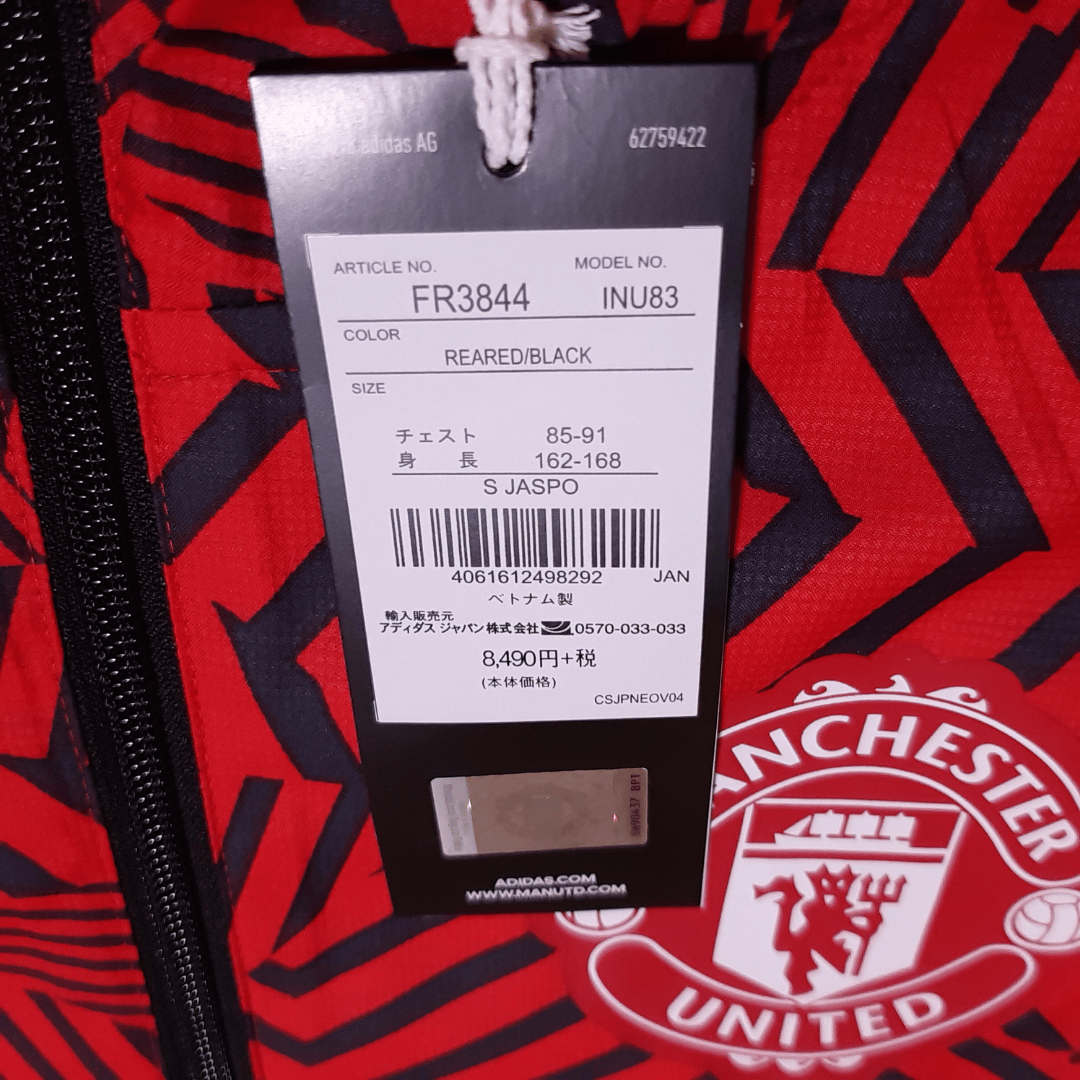 adidas AG 62759422
ARTICLE NO. MODEL NO.
FR3844 INU83
COLOR
REARED/BLACK
SIZE
チェスト 85-91
身 長 162-168
S JASPO
4061612498292 JAN
ベトナム製
輸入販売元
アディダス ジャパン株式会社 0570-033-033
8,490円+税
(本体価格)
CSJPNEOV04
SW90437 BPT
ADIDAS.COM
WWW.MANUTD.COM
ANCHESTER
UNITED